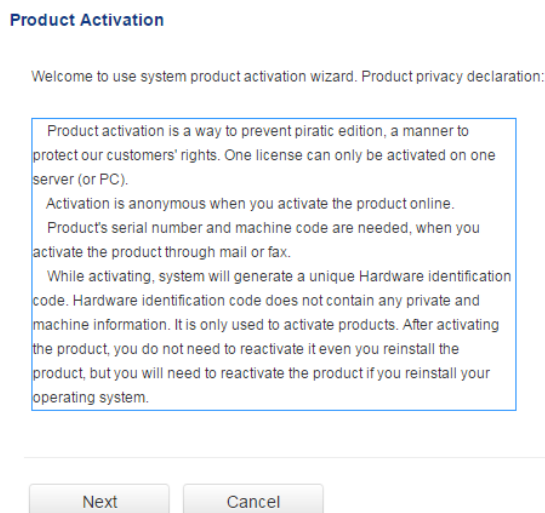 Product Activation
Welcome to use system product activation wizard. Product privacy declaration:
Product activation is a way to prevent piratic edition, a manner to
protect our customers' rights. One license can only be activated on one
server (or PC).
Activation is anonymous when you activate the product online.
Product's serial number and machine code are needed, when you
activate the product through mail or fax.
While activating, system will generate a unique Hardware identification
code. Hardware identification code does not contain any private and
machine information. It is only used to activate products. After activating
the product, you do not need to reactivate it even you reinstall the
product, but you will need to reactivate the product if you reinstall your
operating system.
Next
Cancel